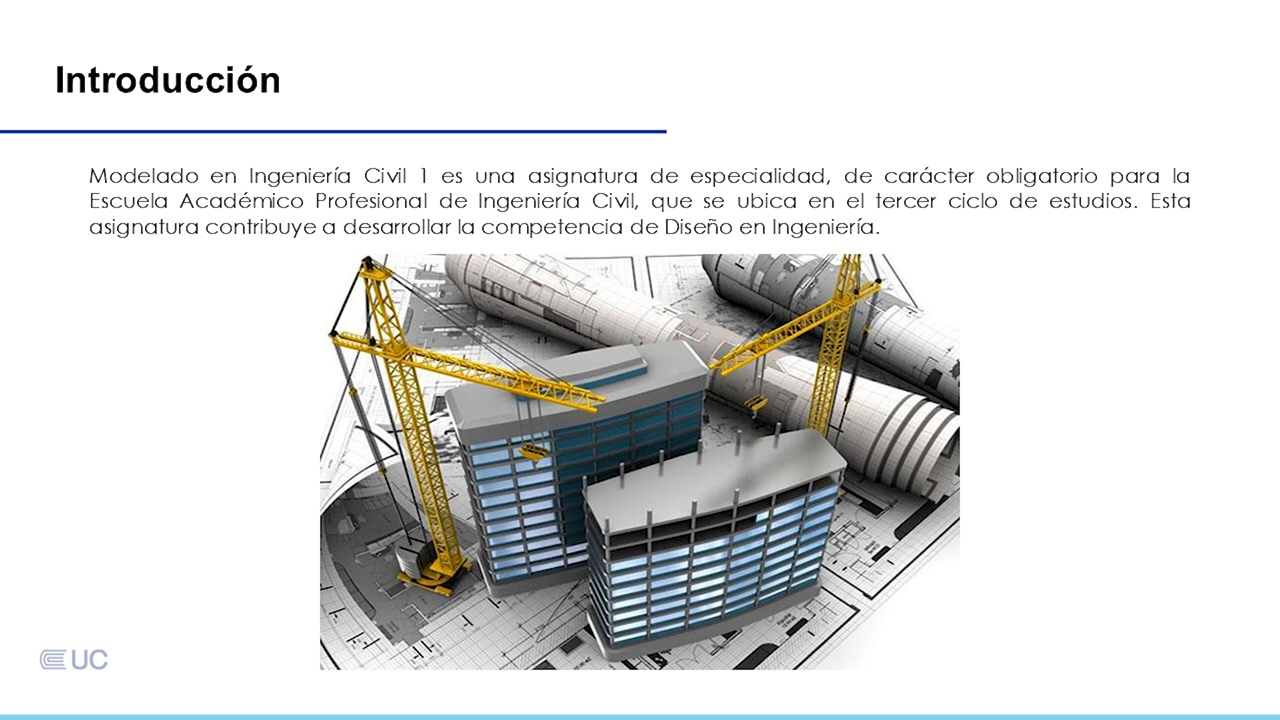 Introducción
Modelado en Ingeniería Civil 1 es una asignatura de especialidad, de carácter obligatorio para la
Escuela Académico Profesional de Ingeniería Civil, que se ubica en el tercer ciclo de estudios. Esta
asignatura contribuye a desarrollar la competencia de Diseño en Ingeniería.
UC